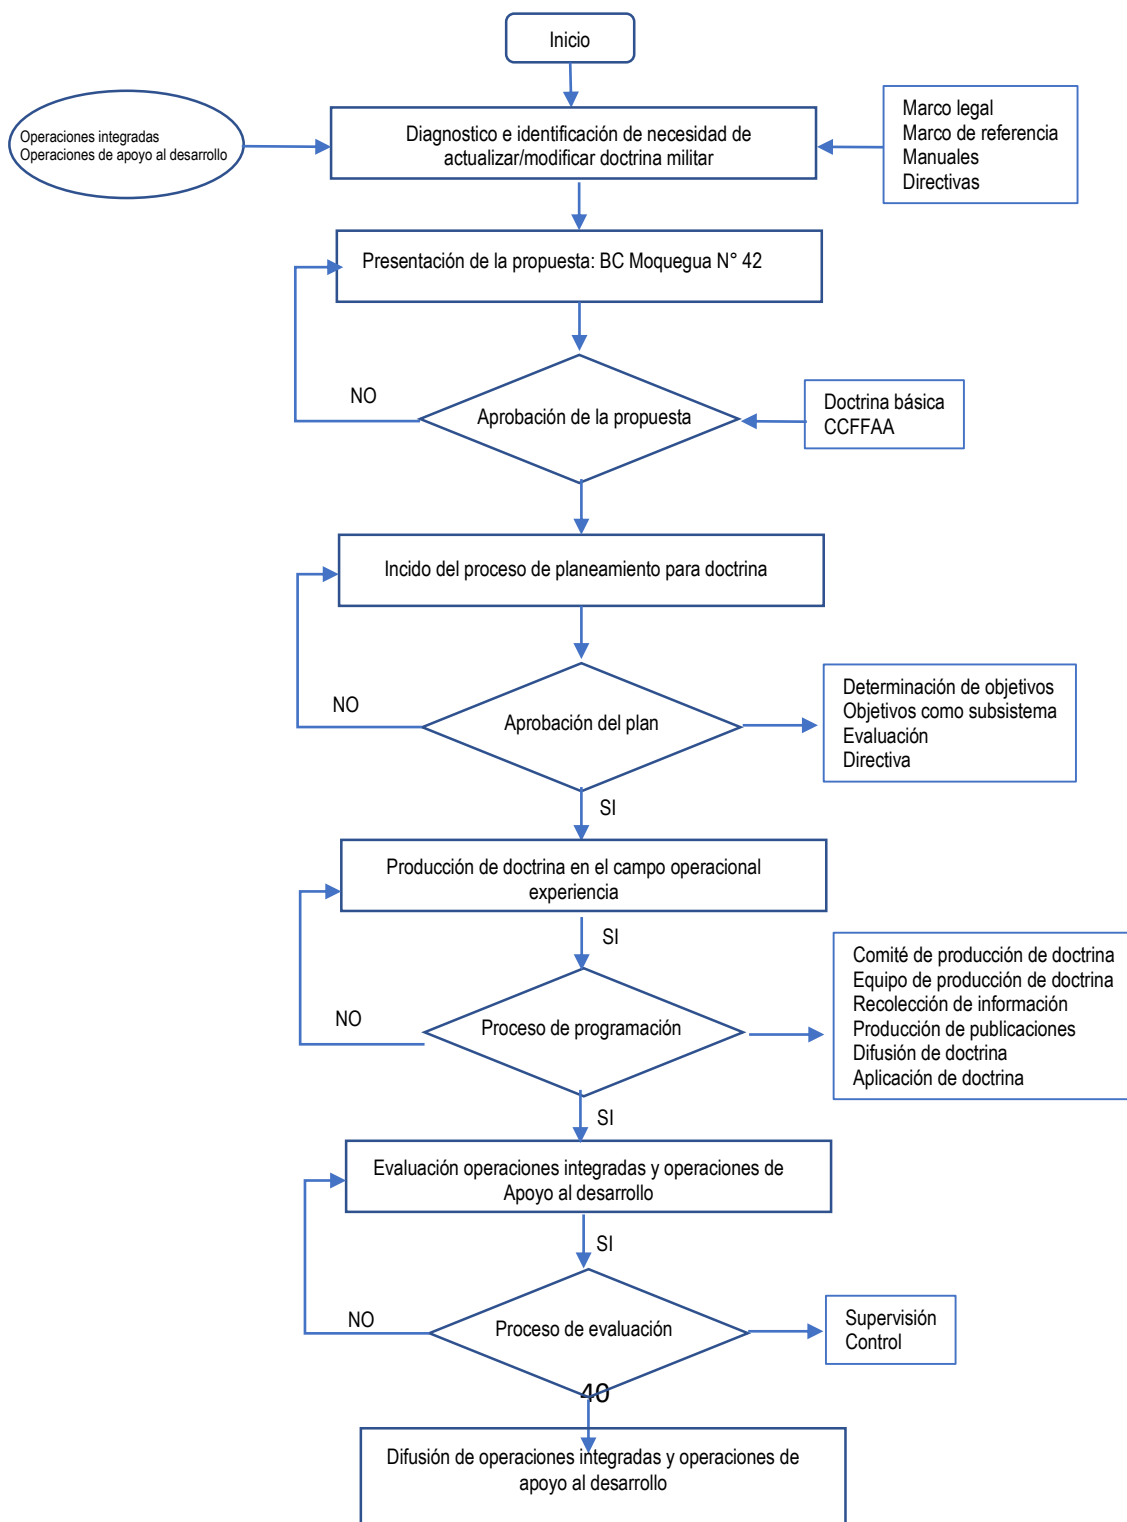 Inicio
Operaciones integradas
Operaciones de apoyo al desarrollo
Diagnostico e identificación de necesidad de
actualizar/modificar doctrina militar
Marco legal
Marco de referencia
Manuales
Directivas
Presentación de la propuesta: BC Moquegua N° 42
NO
Aprobación de la propuesta
Doctrina básica
CCFFAA
Incido del proceso de planeamiento para doctrina
NO
Aprobación del plan
Determinación de objetivos
Objetivos como subsistema
Evaluación
Directiva
SI
Producción de doctrina en el campo operacional
experiencia
SI
NO
Proceso de programación
Comité de producción de doctrina
Equipo de producción de doctrina
Recolección de información
Producción de publicaciones
Difusión de doctrina
Aplicación de doctrina
SI
Evaluación operaciones integradas y operaciones de
Apoyo al desarrollo
SI
NO
Proceso de evaluación
Supervisión
Control
40
Difusión de operaciones integradas y operaciones de
apoyo al desarrollo